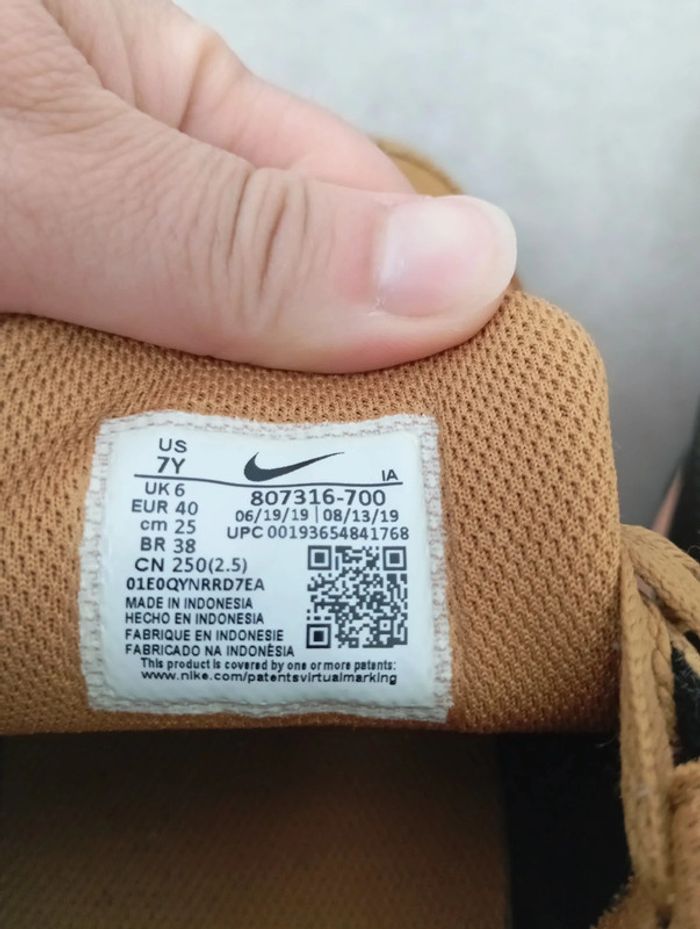 US
7Y
IA
UK 6
EUR 40
cm 25
BR 38
CN 250(2.5)
807316-700
06/19/19 | 08/13/19
UPC 00193654841768
01E0QYNRRD7EA
MADE IN INDONESIA
HECHO EN INDONESIA
FABRIQUE EN INDONESIE
FABRICADO NA INDONÈSIA
This product is covered by one or more patents:
www.nike.com/patentsvirtualmarking